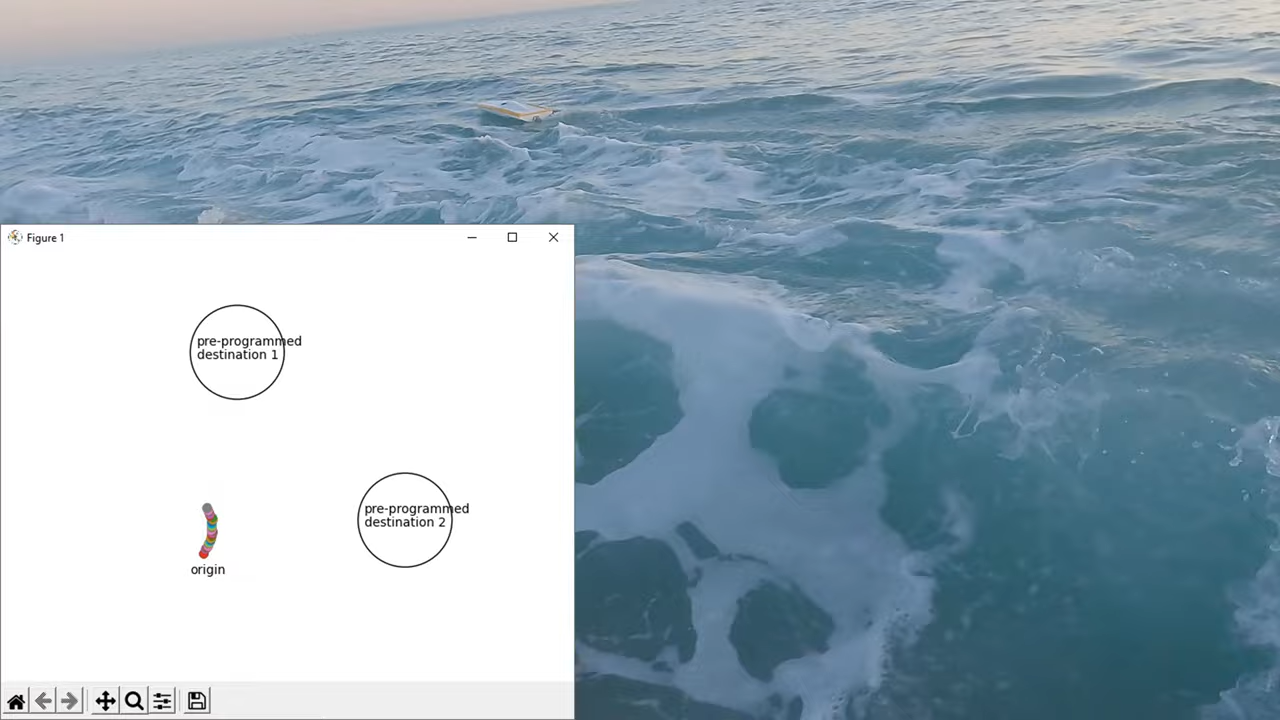 Figure 1
pre-programmed
destination 1
pre-programmed
destination 2
origin